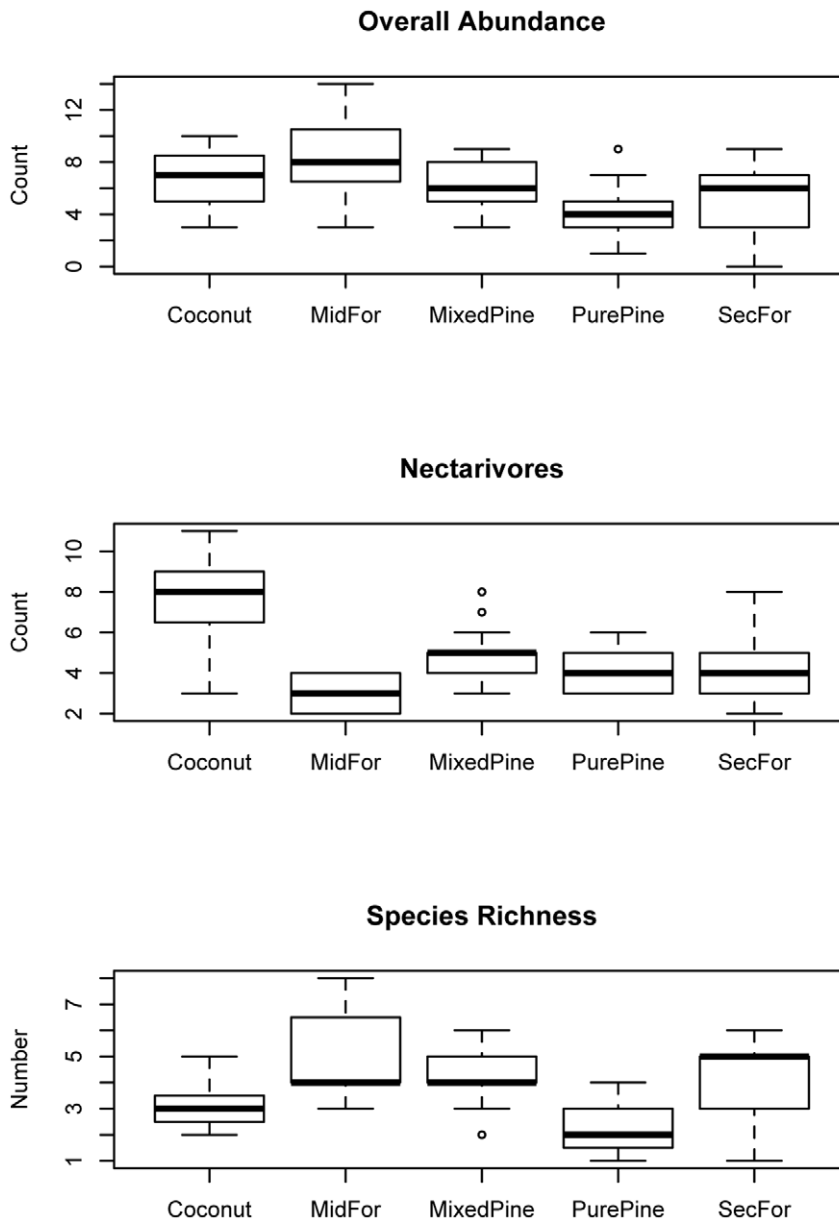 Overall Abundance
Count
12
8
4
0
Coconut MidFor MixedPine PurePine SecFor
Nectarivores
Count
10
8
6
4
2
Coconut MidFor MixedPine PurePine SecFor
Species Richness
Number
7
5
3
1
Coconut MidFor MixedPine PurePine SecFor